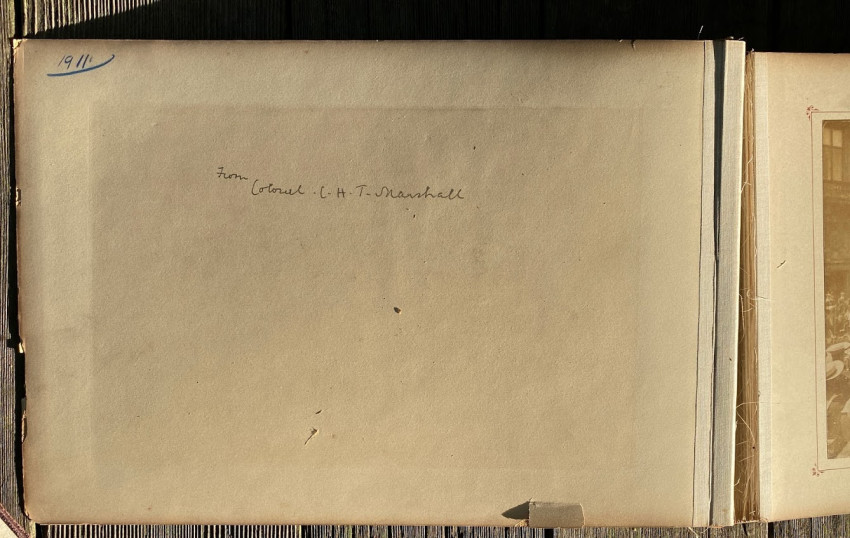 1911
From
Colonel C. H. T. Marshall